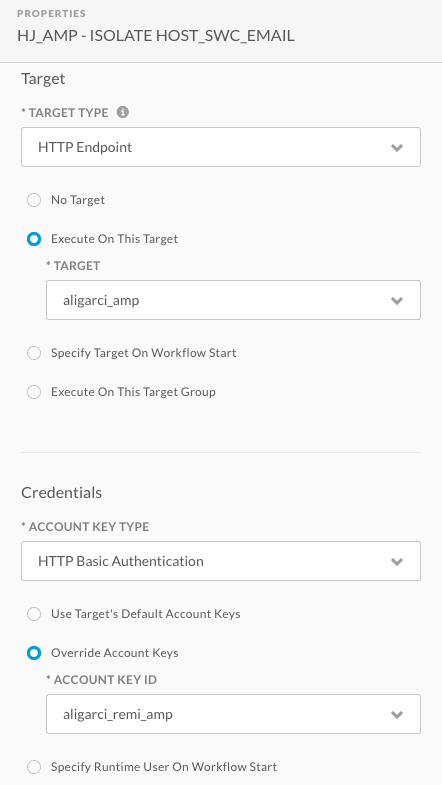 PROPERTIES
HJ_AMP - ISOLATE HOST_SWC_EMAIL
Target
* TARGET TYPE
HTTP Endpoint
No Target
Execute On This Target
* TARGET
aligarci_amp
Specify Target On Workflow Start
Execute On This Target Group
Credentials
* ACCOUNT KEY TYPE
HTTP Basic Authentication
Use Target's Default Account Keys
Override Account Keys
* ACCOUNT KEY ID
aligarci_remi_amp
Specify Runtime User On Workflow Start